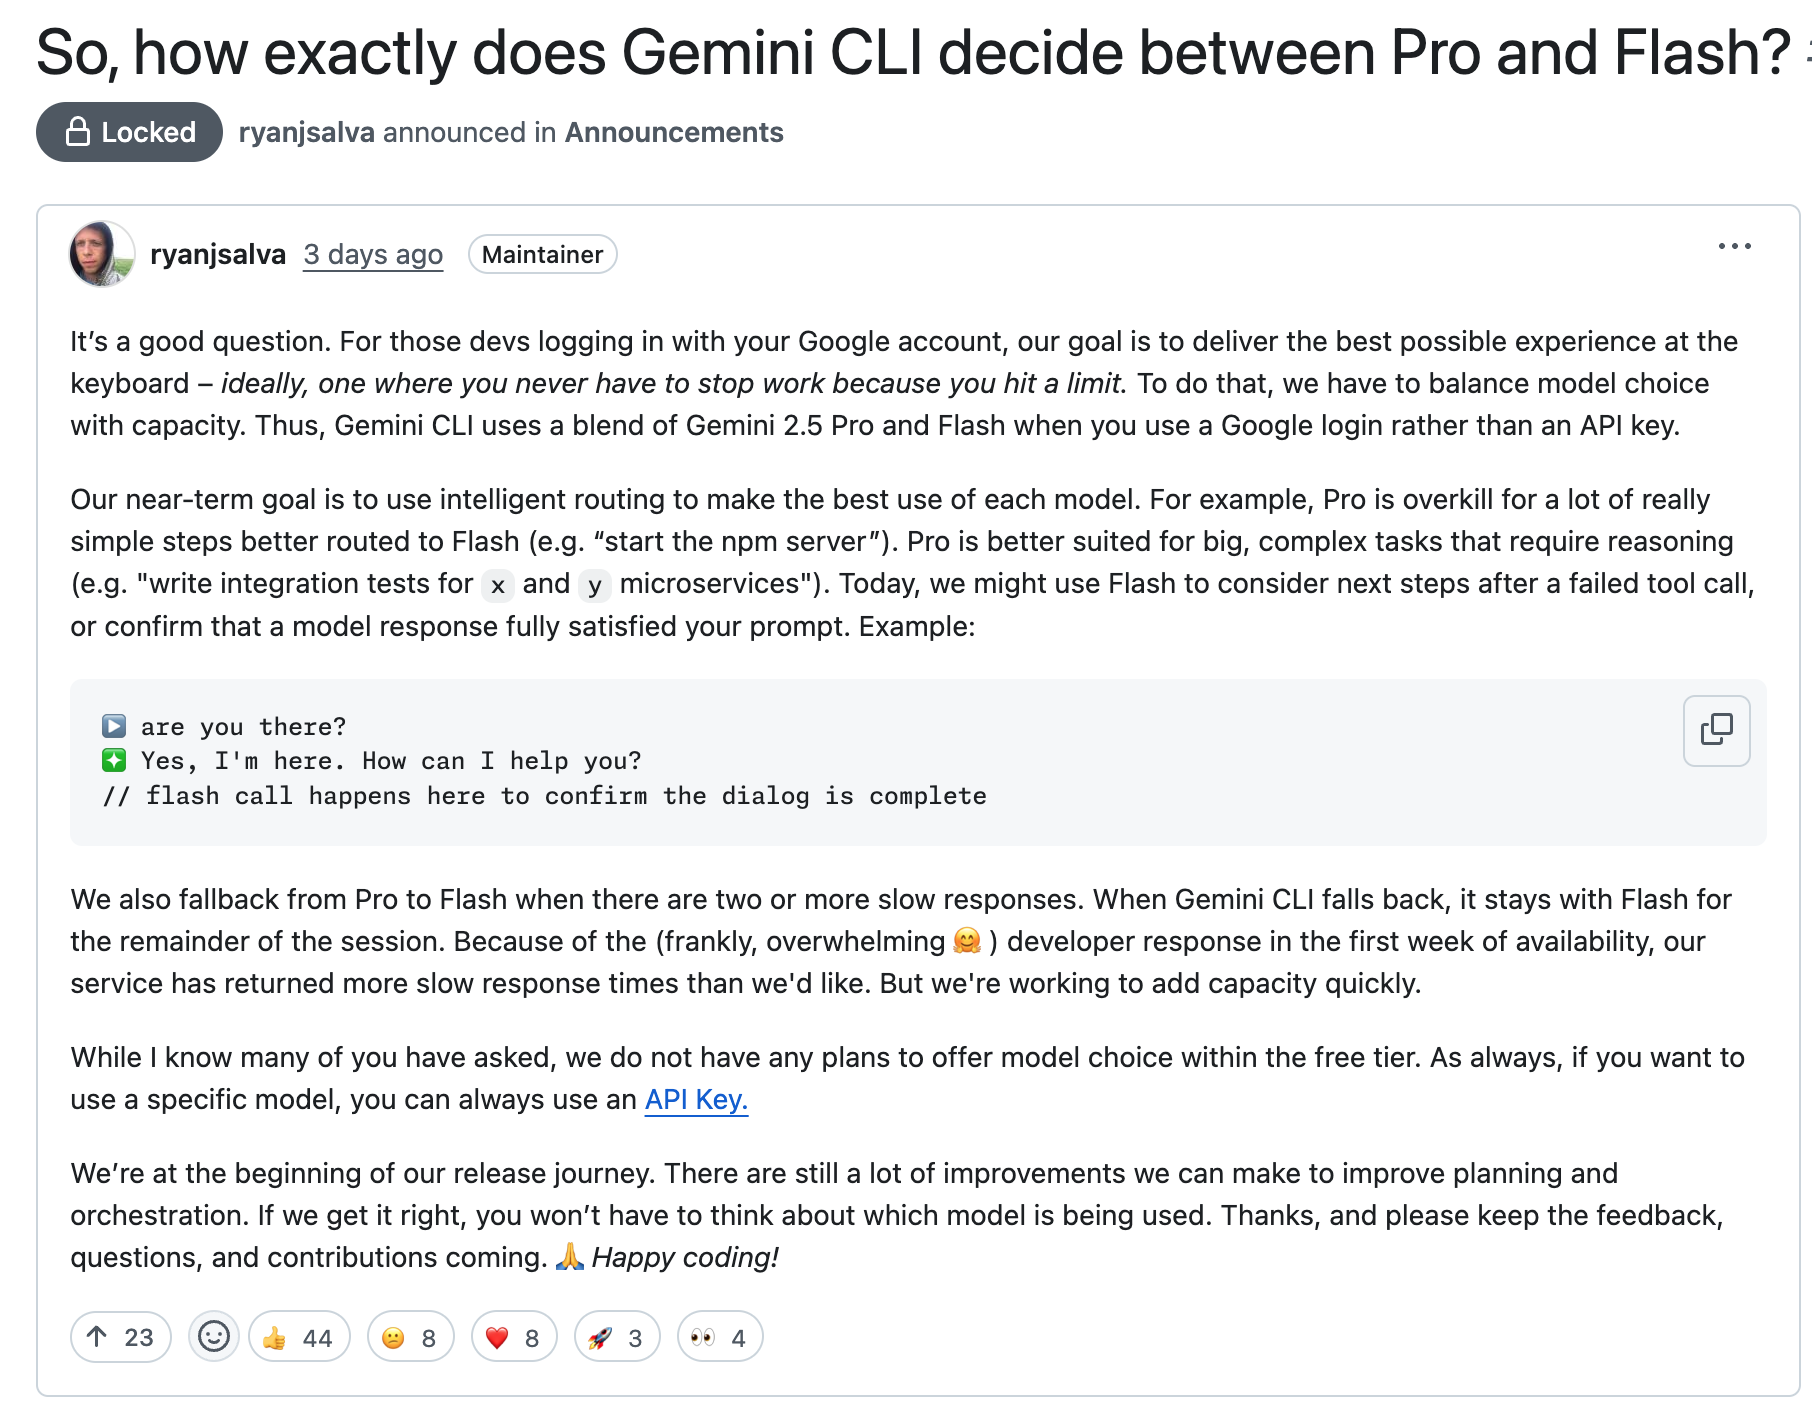 So, how exactly does Gemini CLI decide between Pro and Flash?
Locked ryanjsalva announced in Announcements
ryanjsalva 3 days ago Maintainer
It’s a good question. For those devs logging in with your Google account, our goal is to deliver the best possible experience at the
keyboard – ideally, one where you never have to stop work because you hit a limit. To do that, we have to balance model choice
with capacity. Thus, Gemini CLI uses a blend of Gemini 2.5 Pro and Flash when you use a Google login rather than an API key.
Our near-term goal is to use intelligent routing to make the best use of each model. For example, Pro is overkill for a lot of really
simple steps better routed to Flash (e.g. “start the npm server”). Pro is better suited for big, complex tasks that require reasoning
(e.g. "write integration tests for x and y microservices"). Today, we might use Flash to consider next steps after a failed tool call,
or confirm that a model response fully satisfied your prompt. Example:
▶️ are you there?
Yes, I'm here. How can I help you?
// flash call happens here to confirm the dialog is complete
We also fallback from Pro to Flash when there are two or more slow responses. When Gemini CLI falls back, it stays with Flash for
the remainder of the session. Because of the (frankly, overwhelming 🤗 ) developer response in the first week of availability, our
service has returned more slow response times than we'd like. But we're working to add capacity quickly.
While I know many of you have asked, we do not have any plans to offer model choice within the free tier. As always, if you want to
use a specific model, you can always use an API Key.
We’re at the beginning of our release journey. There are still a lot of improvements we can make to improve planning and
orchestration. If we get it right, you won’t have to think about which model is being used. Thanks, and please keep the feedback,
questions, and contributions coming. 🙏 Happy coding!
↑ 23 👍 44 😕 8 ❤️ 8 🚀 3 👀 4